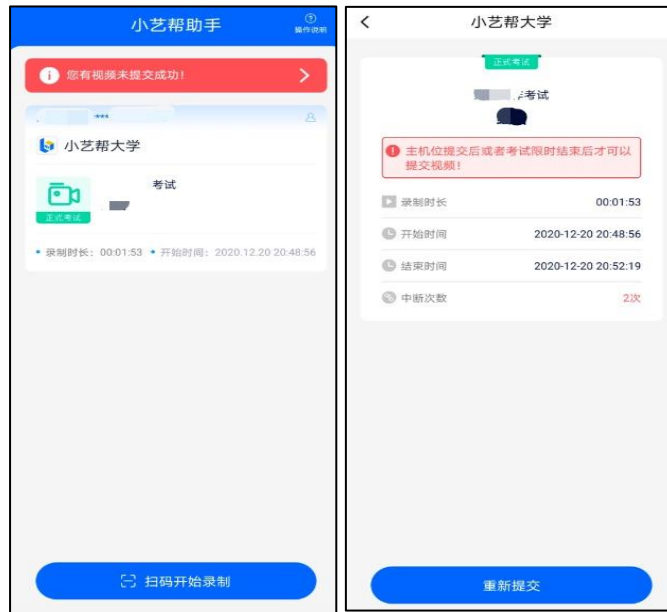 小艺帮助手
操作说明
您有视频未提交成功!
***
小艺帮大学
考试
正式考试
• 录制时长: 00:01:53 • 开始时间: 2020.12.20 20:48:56
扫码开始录制
小艺帮大学
正式考试
考试
主机位提交后或者考试限时结束后才可以
提交视频!
录制时长 00:01:53
开始时间 2020-12-20 20:48:56
结束时间 2020-12-20 20:52:19
中断次数 2次
重新提交